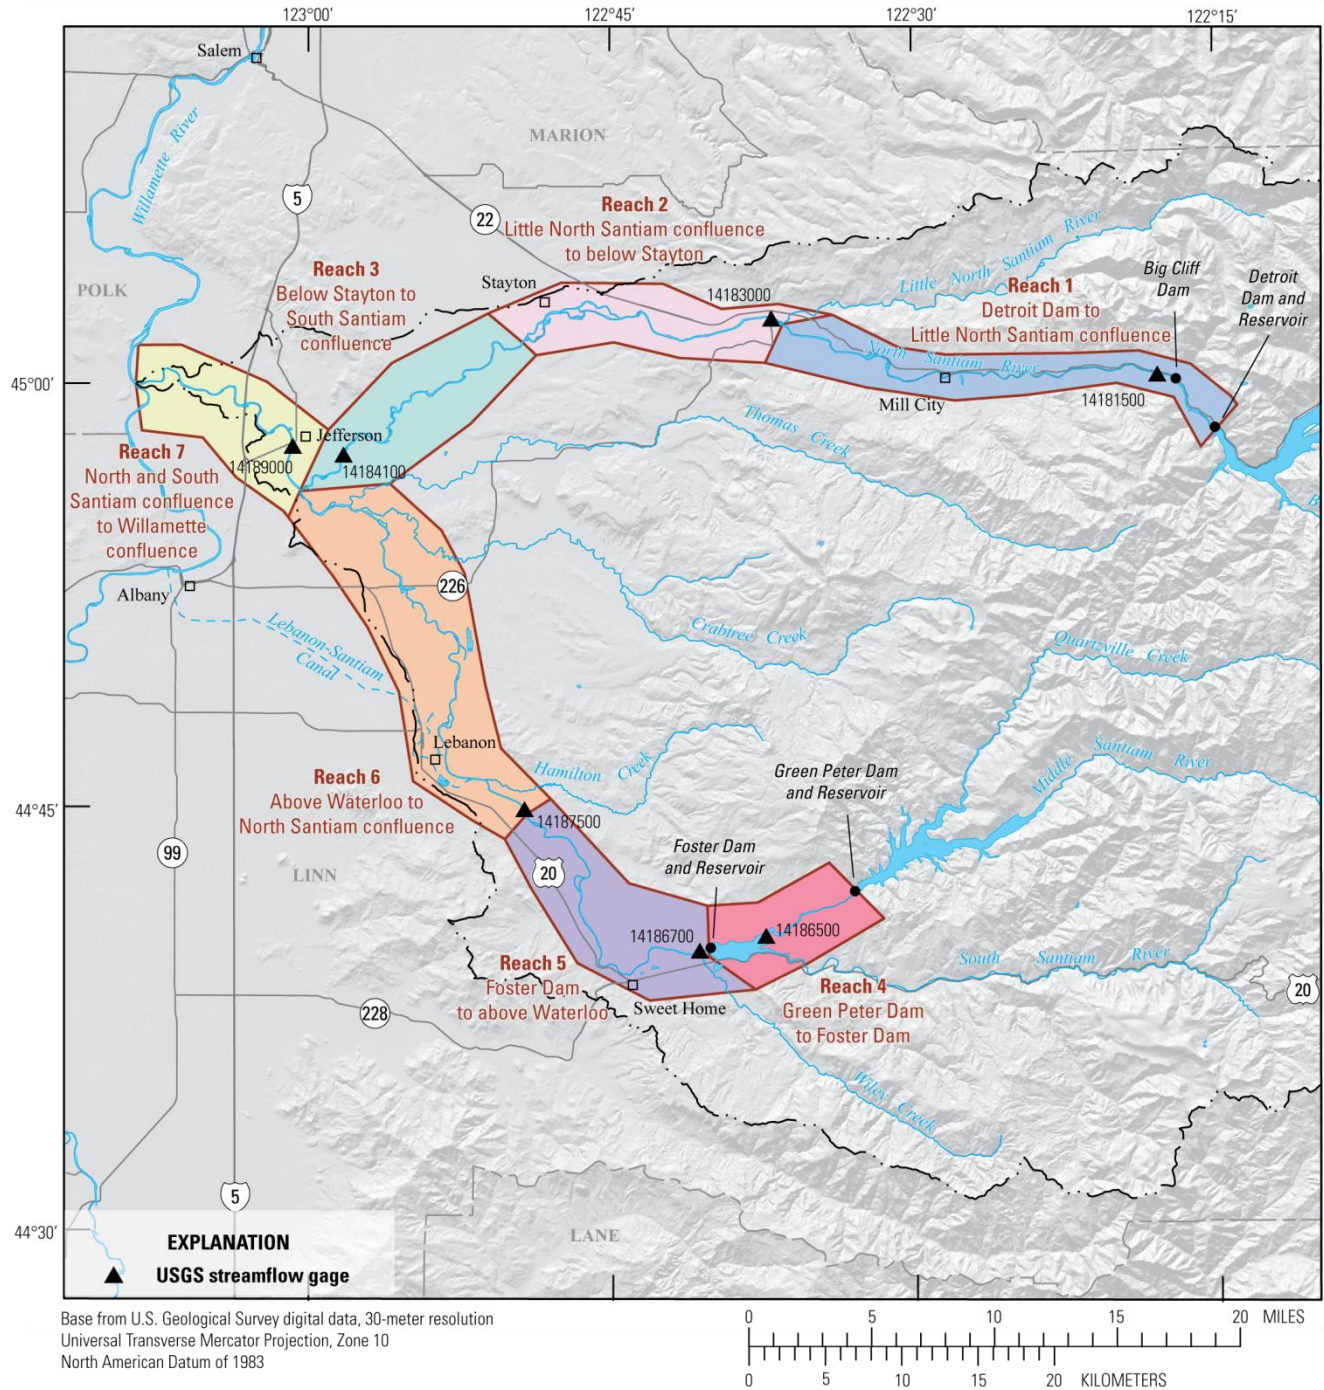 123°00′
122°45′
122°30′
122°15′
Salem
Willamette River
MARION
5
22
Reach 2
Little North Santiam confluence
to below Stayton
Little North Santiam River
Big Cliff
Dam
Detroit
Dam and
Reservoir
Reach 3
Below Stayton to
South Santiam
confluence
POLK
Stayton
14183000
Reach 1
Detroit Dam to
Little North Santiam confluence
North Santiam River
45°00′
Mill City
14181500
Thomas Creek
Jefferson
14189000
14184100
Reach 7
North and South
Santiam confluence
to Willamette
confluence
B
Albany
226
Lebanon-Santiam
Canal
Crabtree Creek
Quartzville Creek
Lebanon
Hamilton Creek
Middle Santiam River
Green Peter Dam
and Reservoir
Reach 6
Above Waterloo to
North Santiam confluence
44°45′
14187500
99
LINN
20
Foster Dam
and Reservoir
14186700
14186500
Reach 5
Foster Dam
to above Waterloo
Sweet Home
Reach 4
Green Peter Dam
to Foster Dam
South Santiam River
20
228
Wiley Creek
5
44°30′
LANE
EXPLANATION
USGS streamflow gage
Base from U.S. Geological Survey digital data, 30-meter resolution
Universal Transverse Mercator Projection, Zone 10
North American Datum of 1983
0 5 10 15 20 MILES
0 5 10 15 20 KILOMETERS